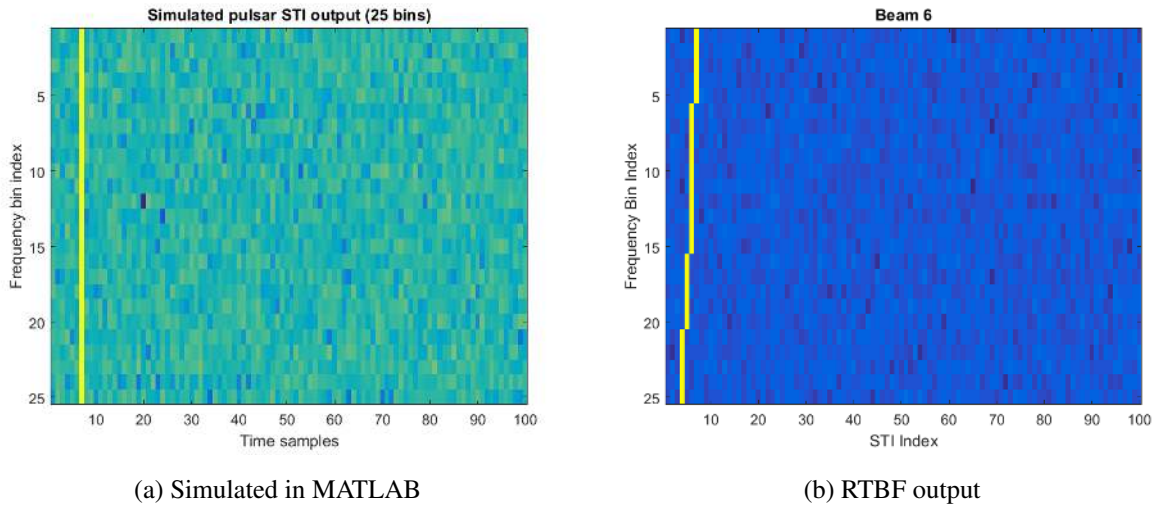 Simulated pulsar STI output (25 bins)
Frequency bin index
5
10
15
20
25
10 20 30 40 50 60 70 80 90 100
Time samples
(a) Simulated in MATLAB
Beam 6
Frequency Bin Index
5
10
15
20
25
10 20 30 40 50 60 70 80 90 100
STI Index
(b) RTBF output